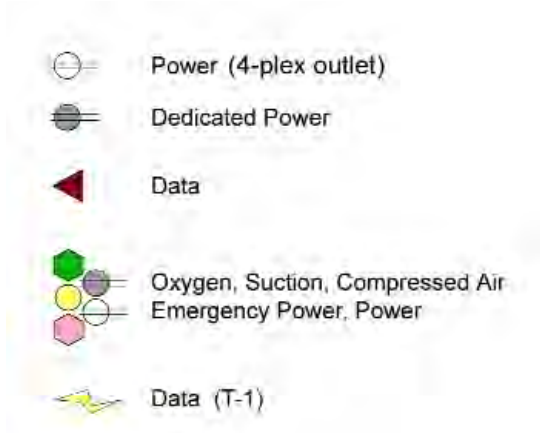 Power (4-plex outlet)
Dedicated Power
Data
Oxygen, Suction, Compressed Air
Emergency Power, Power
Data (T-1)